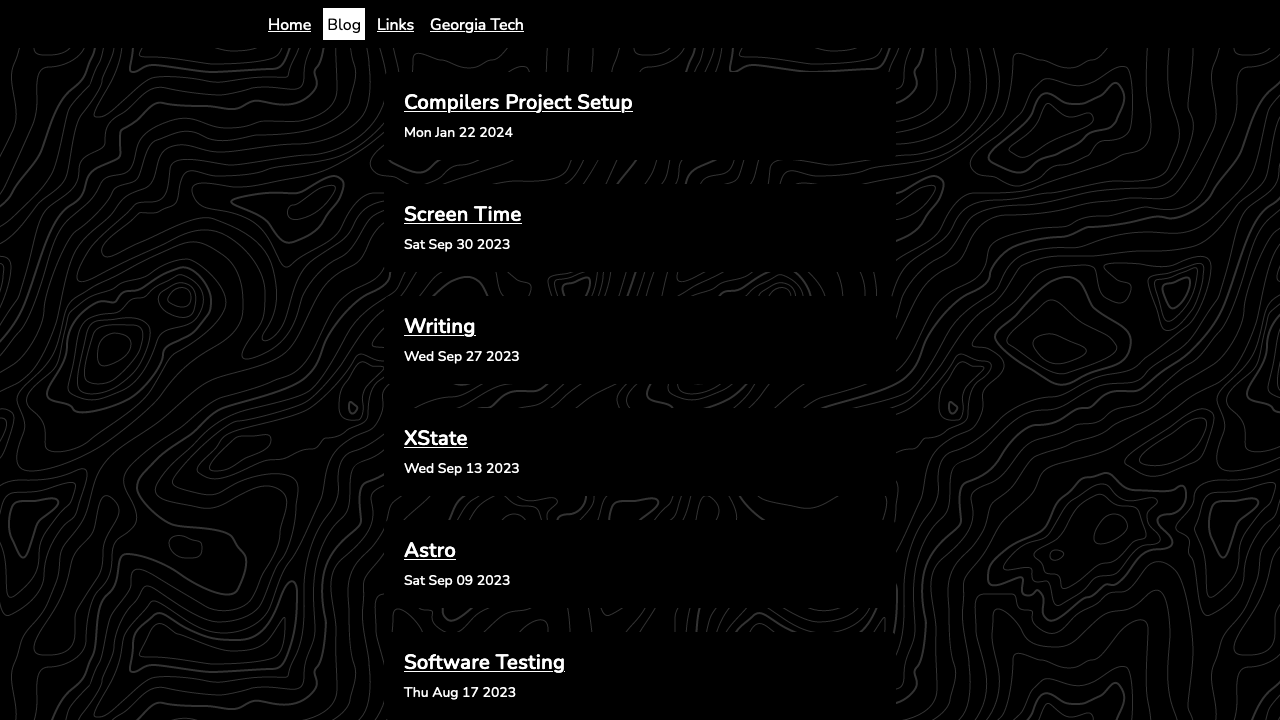 Home Blog Links Georgia Tech
Compilers Project Setup
Mon Jan 22 2024
Screen Time
Sat Sep 30 2023
Writing
Wed Sep 27 2023
XState
Wed Sep 13 2023
Astro
Sat Sep 09 2023
Software Testing
Thu Aug 17 2023